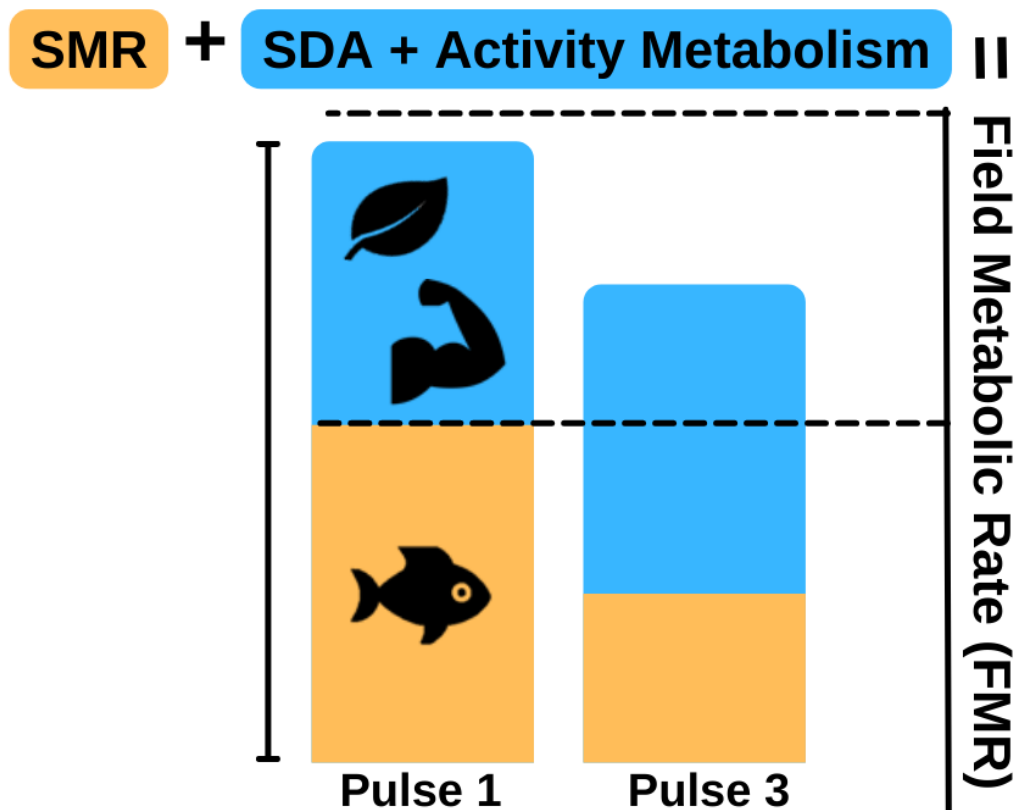 SMR + SDA + Activity Metabolism =
Field Metabolic Rate (FMR)
Pulse 1
Pulse 3